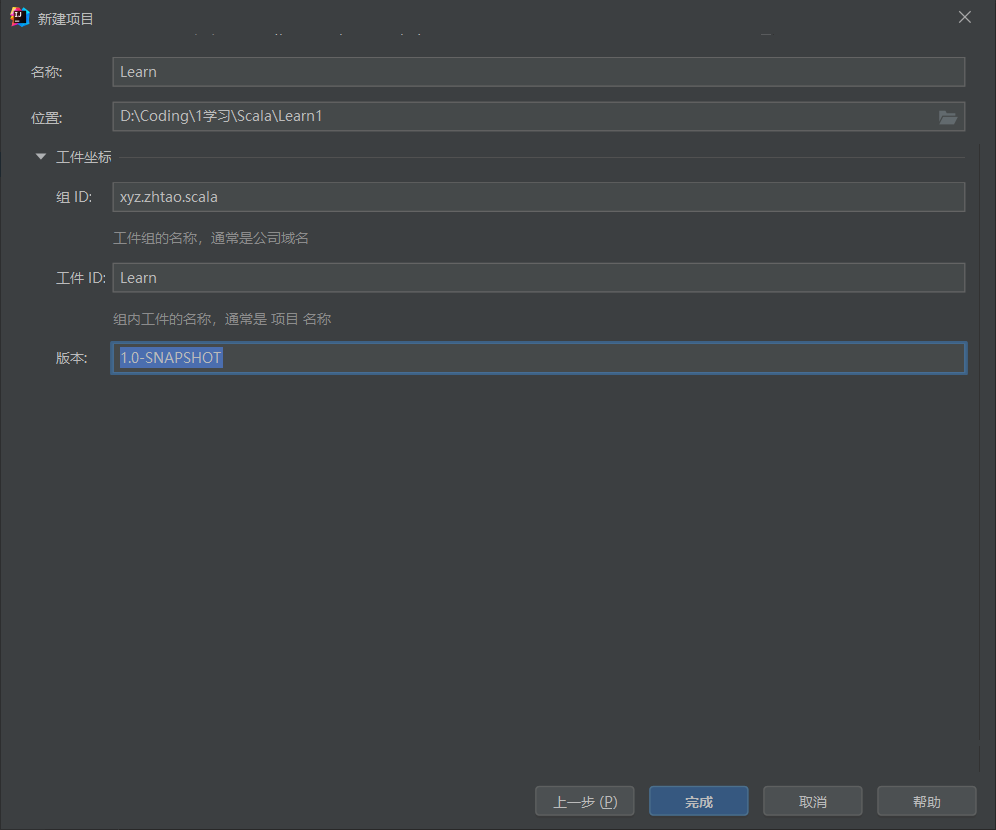 新建项目
名称: Learn
位置: D:\Coding\1学习\Scala\Learn1
工件坐标
组 ID: xyz.zhtao.scala
工件组的名称，通常是公司域名
工件 ID: Learn
组内工件的名称，通常是 项目 名称
版本: 1.0-SNAPSHOT
上一步 (P) 完成 取消 帮助